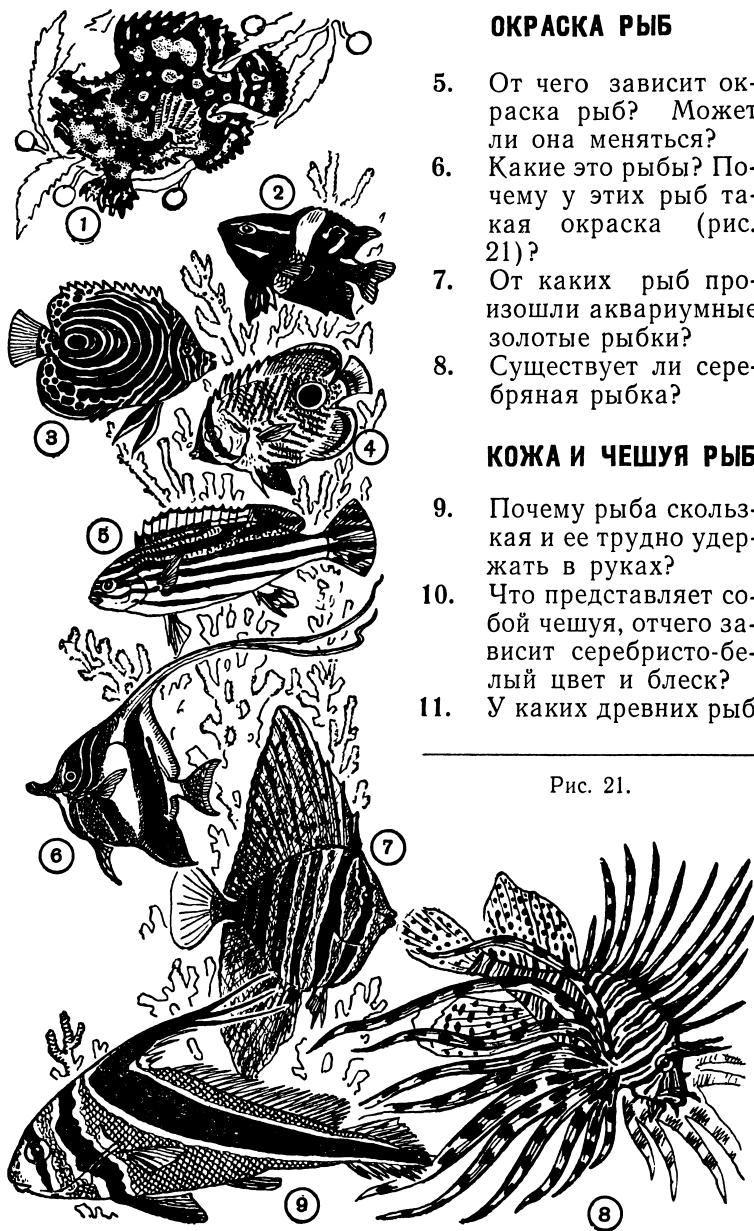 ОКРАСКА РЫБ
5. От чего зависит ок-
раска рыб? Может
ли она меняться?
6. Какие это рыбы? По-
чему у этих рыб та-
кая окраска (рис.
21)?
7. От каких рыб про-
изошли аквариумные
золотые рыбки?
8. Существует ли сере-
бряная рыбка?
КОЖА И ЧЕШУЯ РЫБ
9. Почему рыба скольз-
кая и ее трудно удер-
жать в руках?
10. Что представляет со-
бой чешуя, отчего за-
висит серебристо-бе-
лый цвет и блеск?
11. У каких древних рыб
Рис. 21.
1
2
3
4
5
6
7
8
9